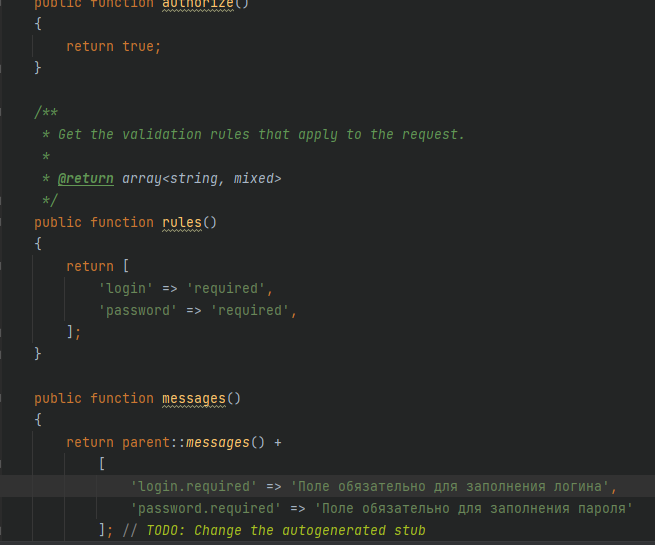 public function authorize()
{
return true;
}
/**
* Get the validation rules that apply to the request.
*
* @return array<string, mixed>
*/
public function rules()
{
return [
'login' => 'required',
'password' => 'required',
];
}
public function messages()
{
return parent::messages() +
[
'login.required' => 'Поле обязательно для заполнения логина',
'password.required' => 'Поле обязательно для заполнения пароля'
]; // TODO: Change the autogenerated stub